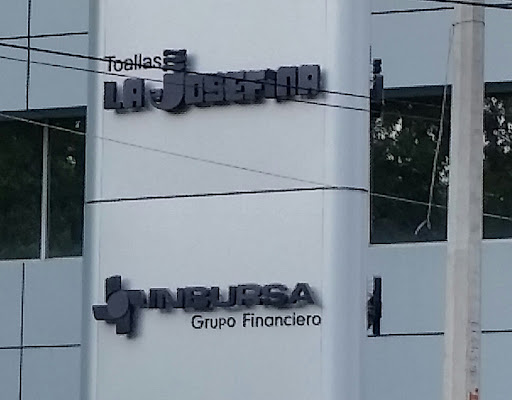 Toallas
LA JOSEFINA
INBURSA
Grupo Financiero